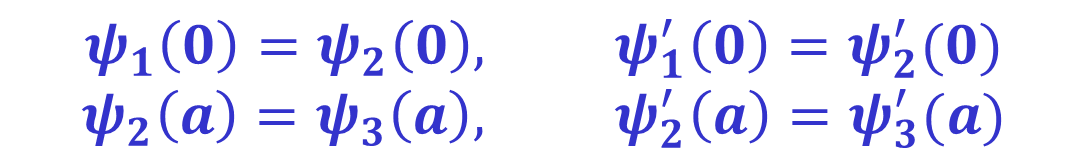 ψ₁(0) = ψ₂(0), ψ′₁(0) = ψ′₂(0)
ψ₂(a) = ψ₃(a), ψ′₂(a) = ψ′₃(a)